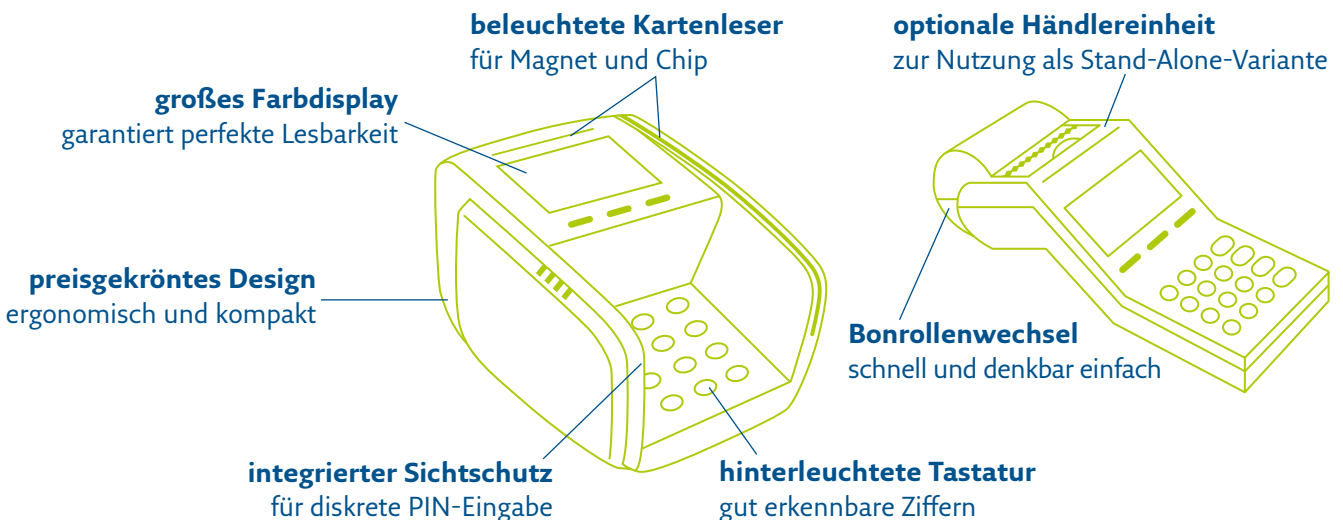 beleuchtete Kartenleser
für Magnet und Chip
optionale Händlereinheit
zur Nutzung als Stand-Alone-Variante
großes Farbdisplay
garantiert perfekte Lesbarkeit
preisgekröntes Design
ergonomisch und kompakt
Bonrollenwechsel
schnell und denkbar einfach
integrierter Sichtschutz
für diskrete PIN-Eingabe
hinterleuchtete Tastatur
gut erkennbare Ziffern